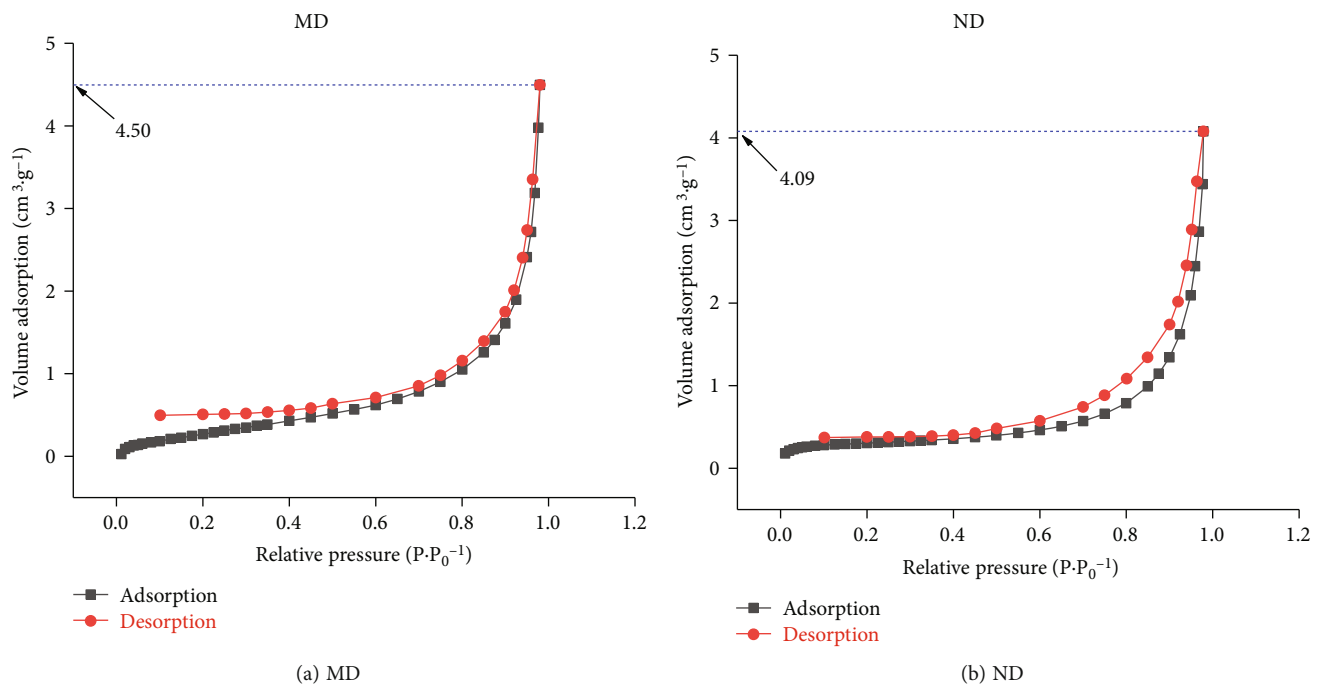 MD
5
4
3
2
1
0
Volume adsorption (cm³·g⁻¹)
4.50
0.0 0.2 0.4 0.6 0.8 1.0 1.2
Relative pressure (P·P₀⁻¹)
Adsorption
Desorption
(a) MD
ND
5
4
3
2
1
0
Volume adsorption (cm³·g⁻¹)
4.09
0.0 0.2 0.4 0.6 0.8 1.0 1.2
Relative pressure (P·P₀⁻¹)
Adsorption
Desorption
(b) ND